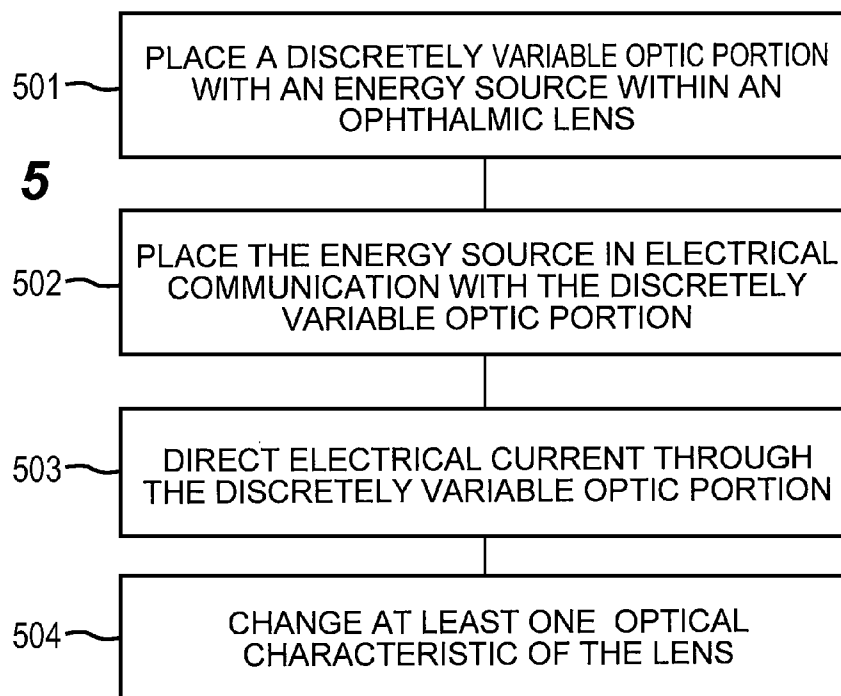 501
PLACE A DISCRETELY VARIABLE OPTIC PORTION
WITH AN ENERGY SOURCE WITHIN AN
OPHTHALMIC LENS
5
502
PLACE THE ENERGY SOURCE IN ELECTRICAL
COMMUNICATION WITH THE DISCRETELY
VARIABLE OPTIC PORTION
503
DIRECT ELECTRICAL CURRENT THROUGH
THE DISCRETELY VARIABLE OPTIC PORTION
504
CHANGE AT LEAST ONE OPTICAL
CHARACTERISTIC OF THE LENS